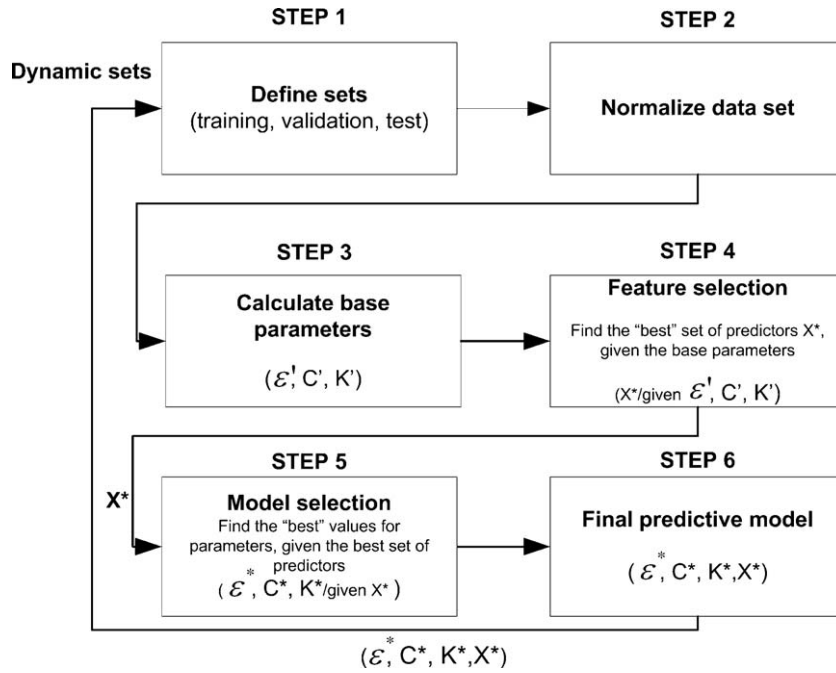 STEP 1
STEP 2
Dynamic sets
Define sets
(training, validation, test)
Normalize data set
STEP 3
STEP 4
Calculate base
parameters
(ε', C', K')
Feature selection
Find the “best” set of predictors X*,
given the base parameters
(X*/given ε', C', K')
X*
STEP 5
STEP 6
Model selection
Find the “best” values for
parameters, given the best set of
predictors
( ε*, C*, K*/given X* )
Final predictive model
( ε*, C*, K*,X*)
(ε*, C*, K*,X*)